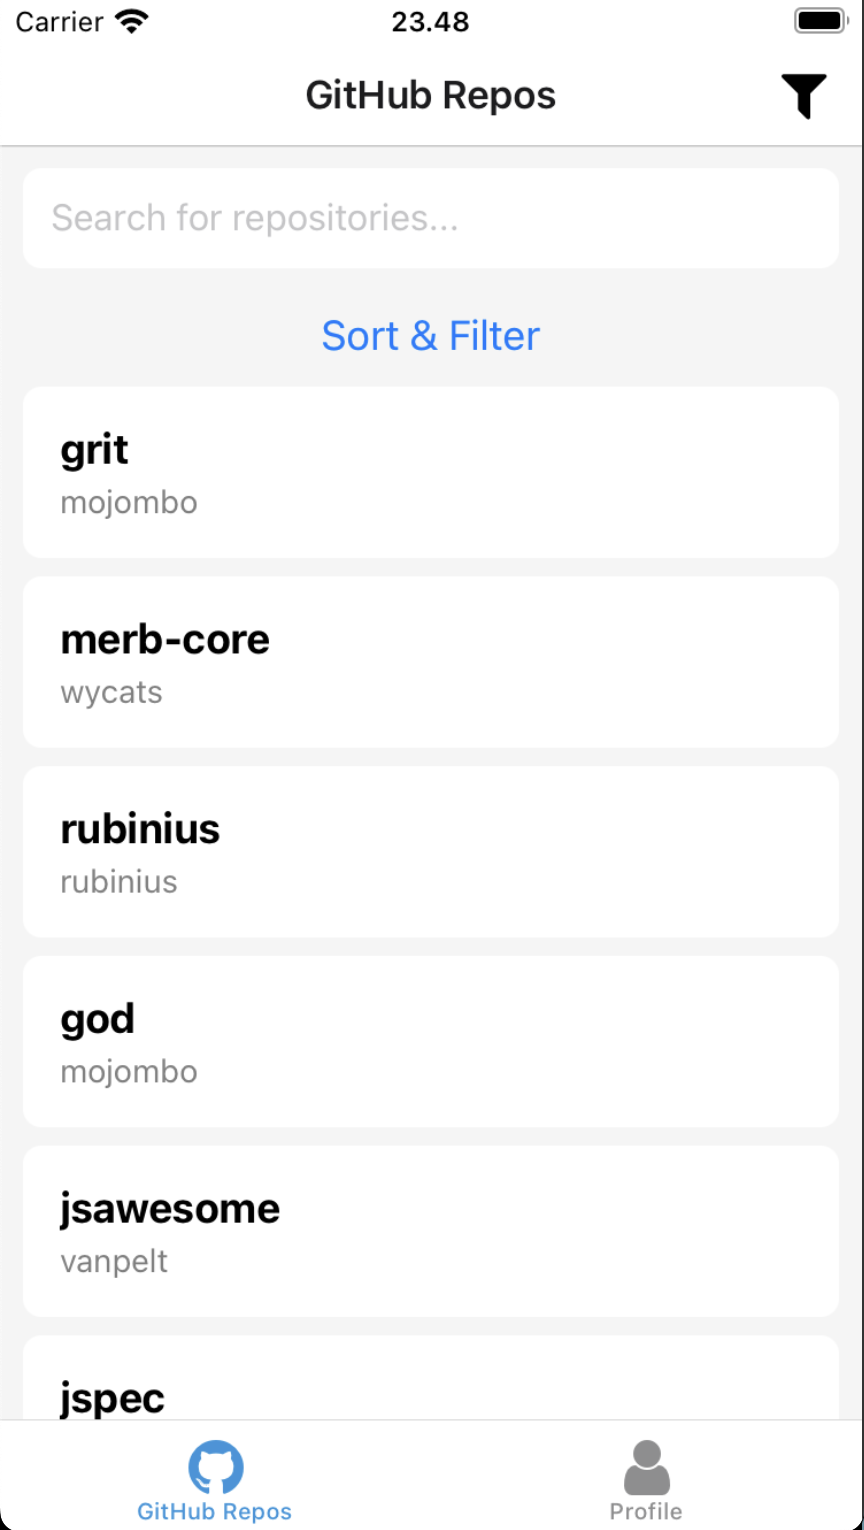 Carrier 23.48
GitHub Repos
Search for repositories...
Sort & Filter
grit
mojombo
merb-core
wycats
rubinius
rubinius
god
mojombo
jsawesome
vanpelt
jspec
GitHub Repos Profile